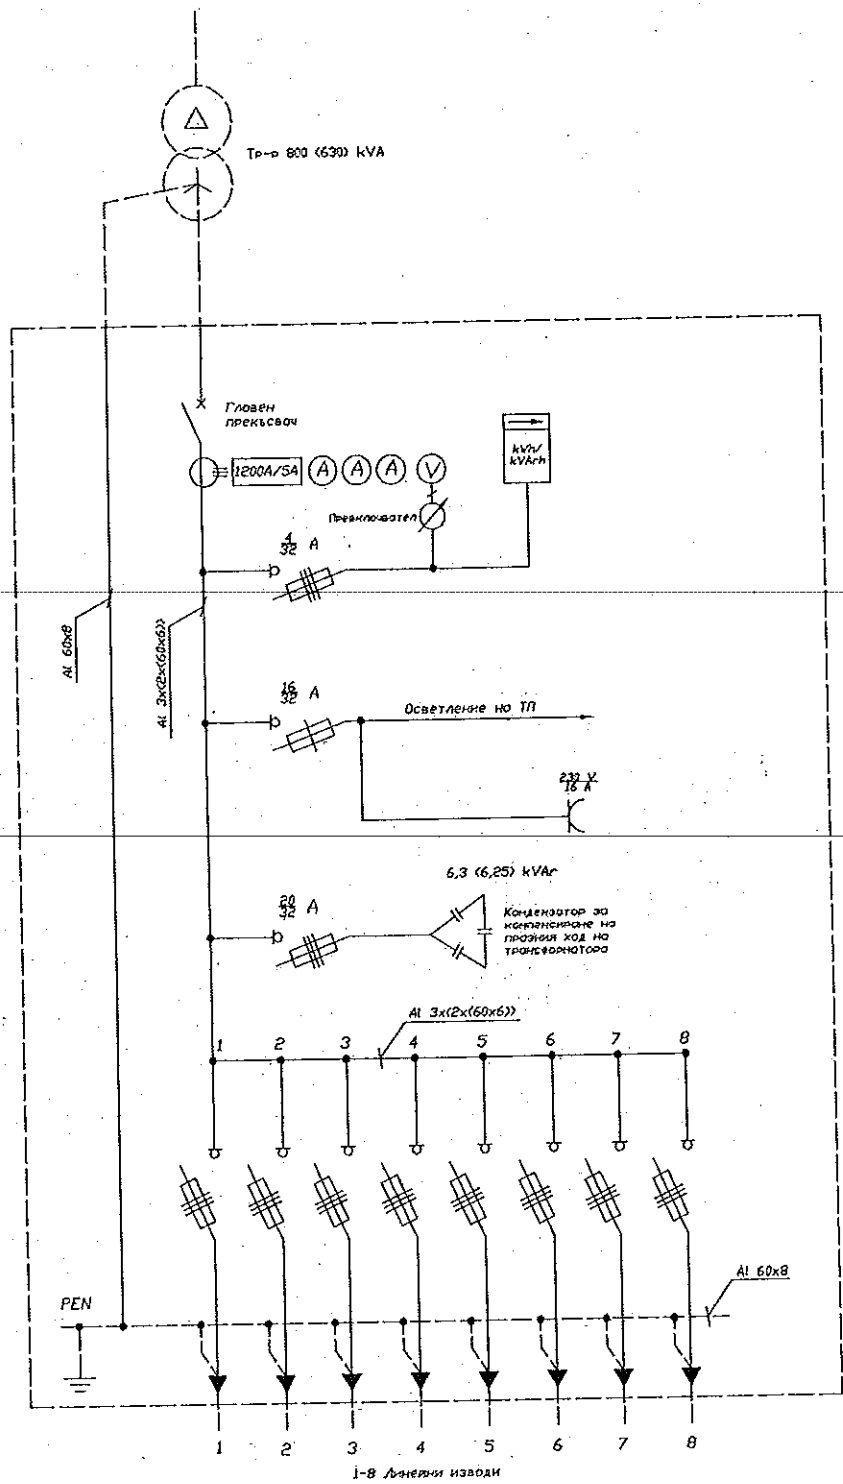 Тр-р 800 (630) kVA
Главен
прекъсвач
1200A/5A
A
A
A
V
kWh/
kVArh
Превключвател
4
32
A
Al 60x8
Al 3x(2x(60x6))
16
32
A
Осветление на ТП
16 A
6,3 (6,25) kVAr
20
32
A
Кондензатор за
компенсиране на
празния ход на
трансформатора
Al 3x(2x(60x6))
1 2 3 4 5 6 7 8
Al 60x8
PEN
1 2 3 4 5 6 7 8
1-8 Линейни изводи